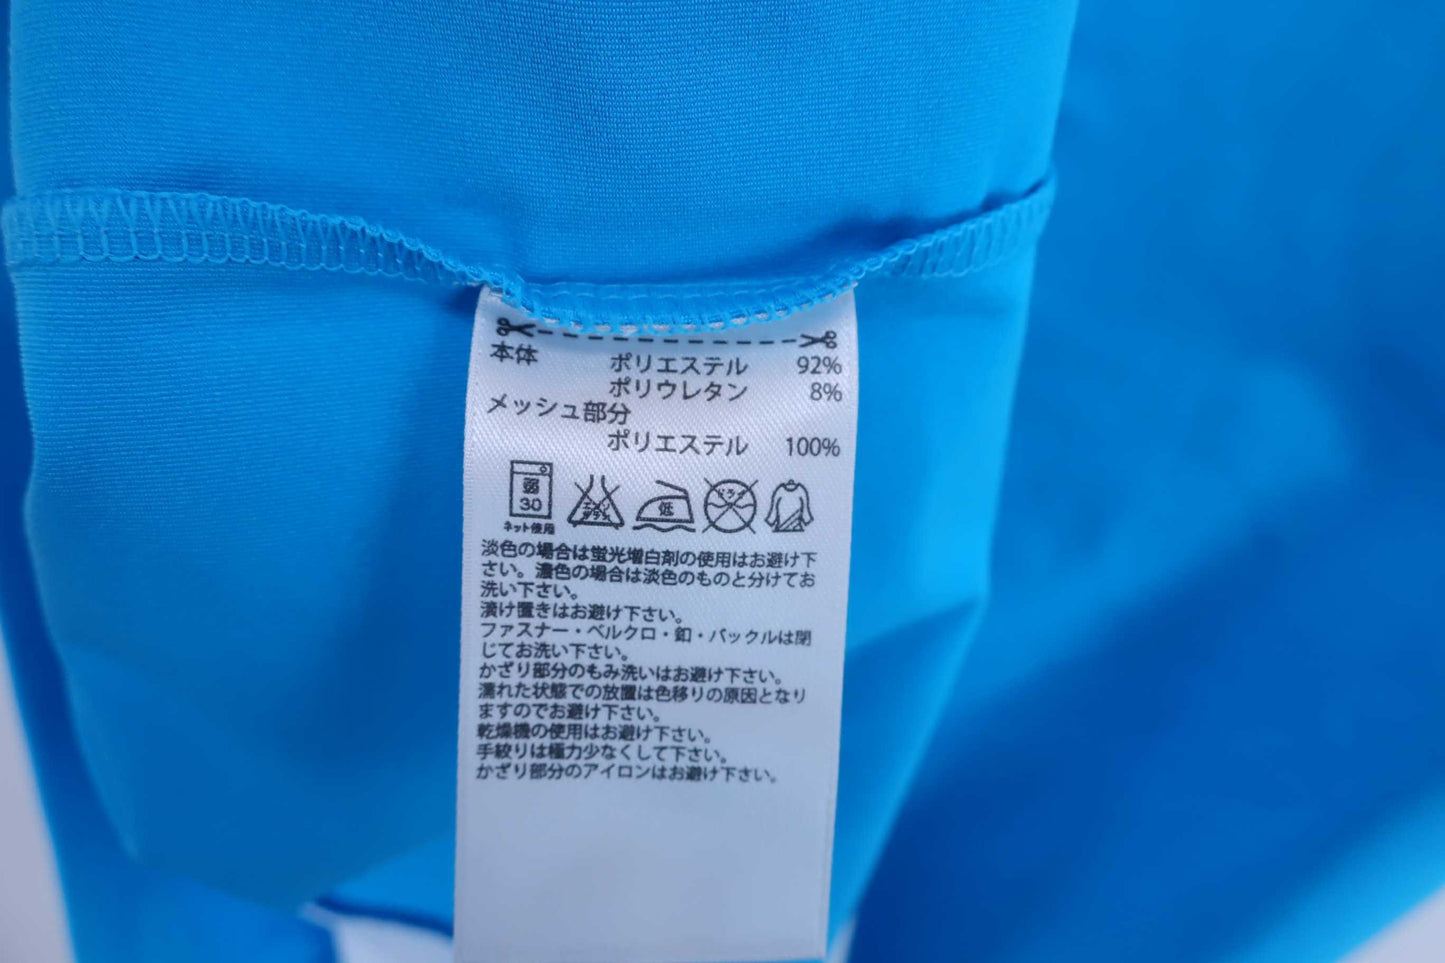 本体 ポリエステル 92%
ポリウレタン 8%
メッシュ部分
ポリエステル 100%
弱
30
ネット使用
エンソ
サラシ
低
ドライ
淡色の場合は蛍光増白剤の使用はお避け下
さい。濃色の場合は淡色のものと分けてお
洗い下さい。
漬け置きはお避け下さい。
ファスナー・ベルクロ・釦・バックルは閉
じてお洗い下さい。
かざり部分のもみ洗いはお避け下さい。
濡れた状態での放置は色移りの原因となり
ますのでお避け下さい。
乾燥機の使用はお避け下さい。
手絞りは極力少なくして下さい。
かざり部分のアイロンはお避け下さい。